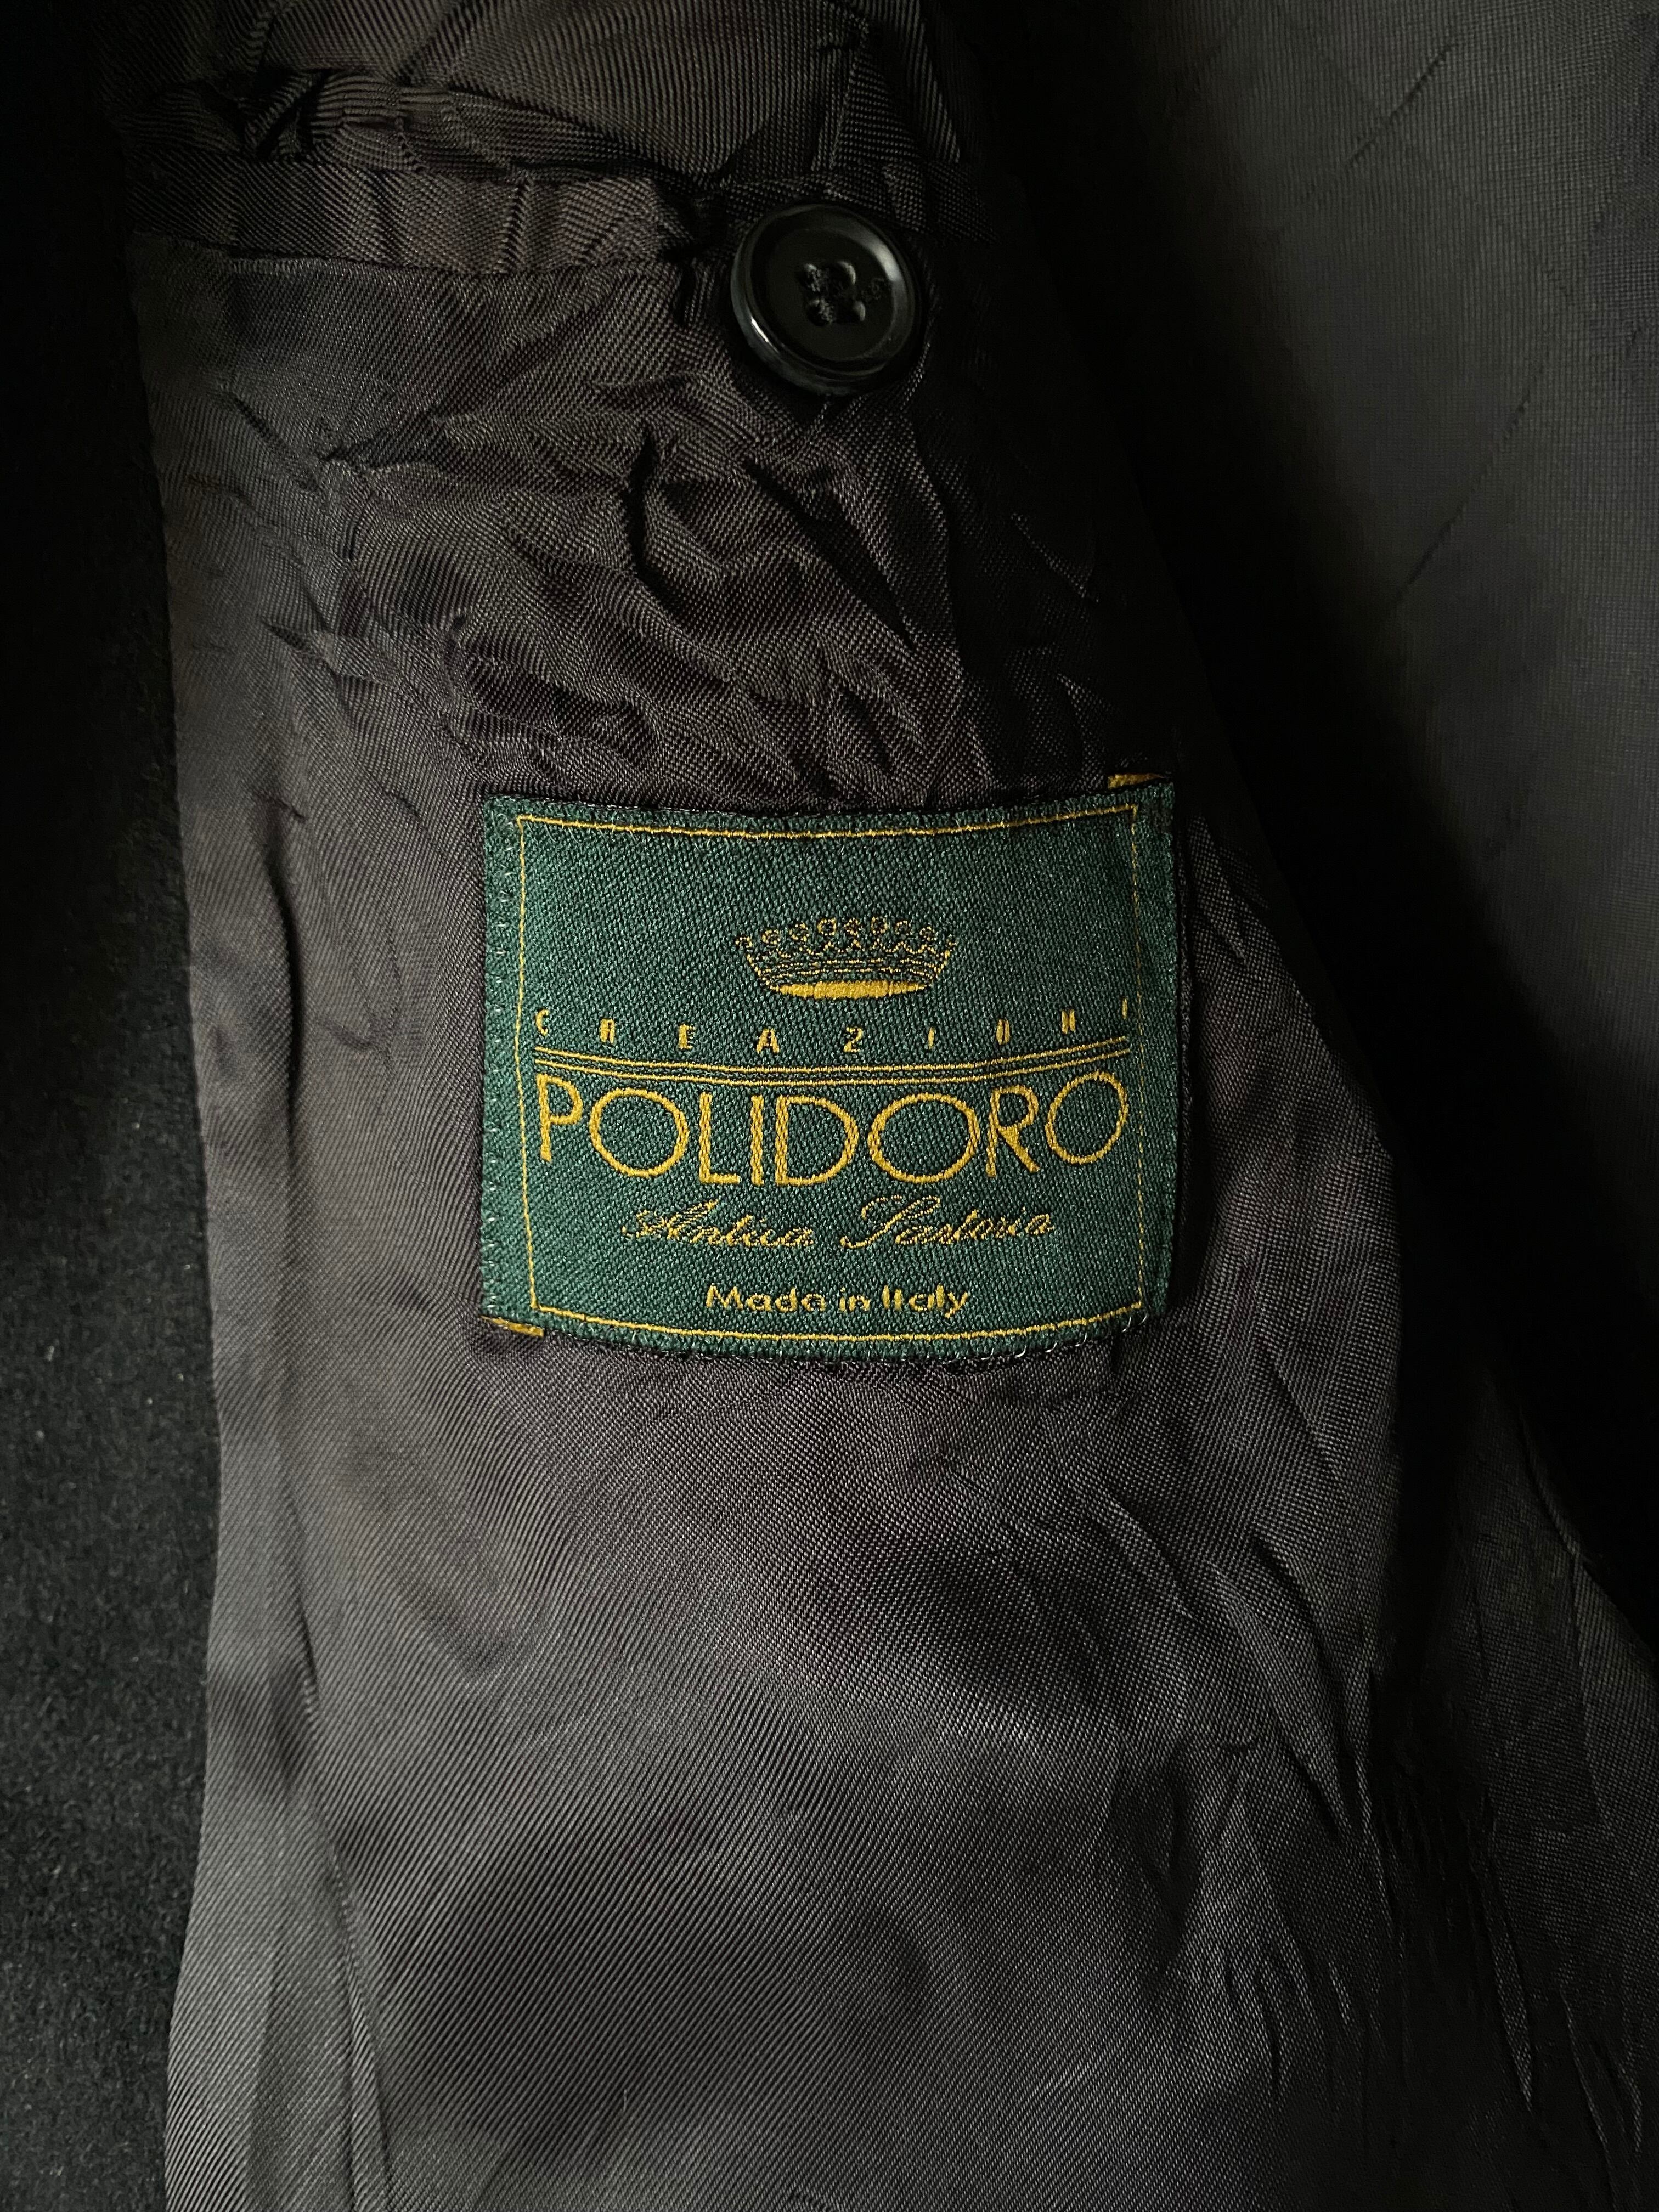 CREAZIONI
POLIDORO
Antica Sartoria
Made in Italy